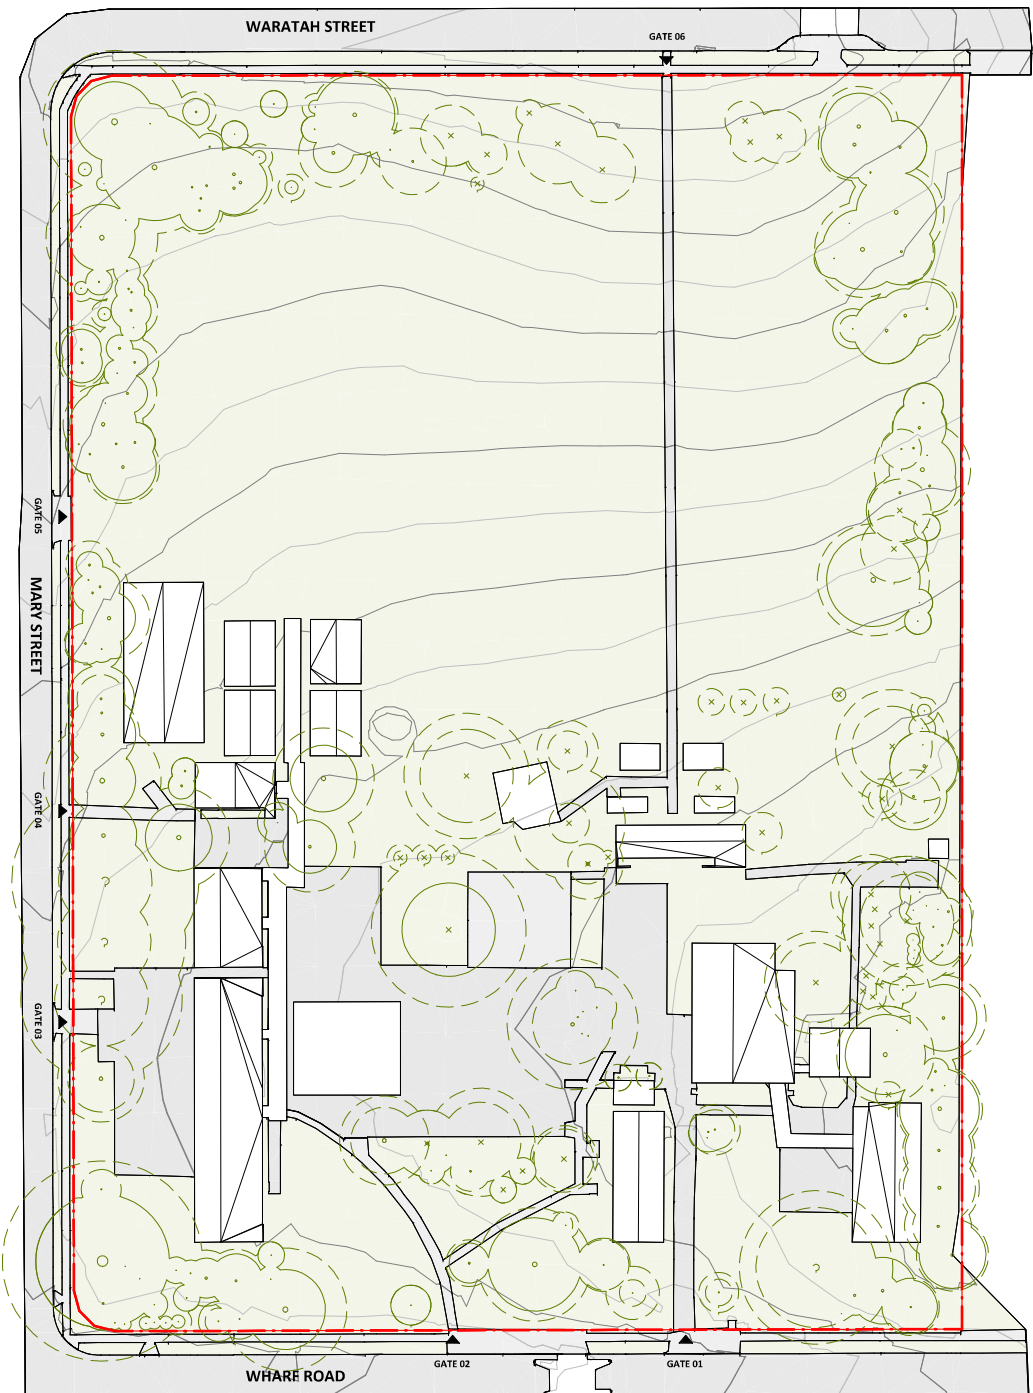 WARATAH STREET
GATE 06
GATE 05
MARY STREET
GATE 04
GATE 03
GATE 02
GATE 01
WHARF ROAD